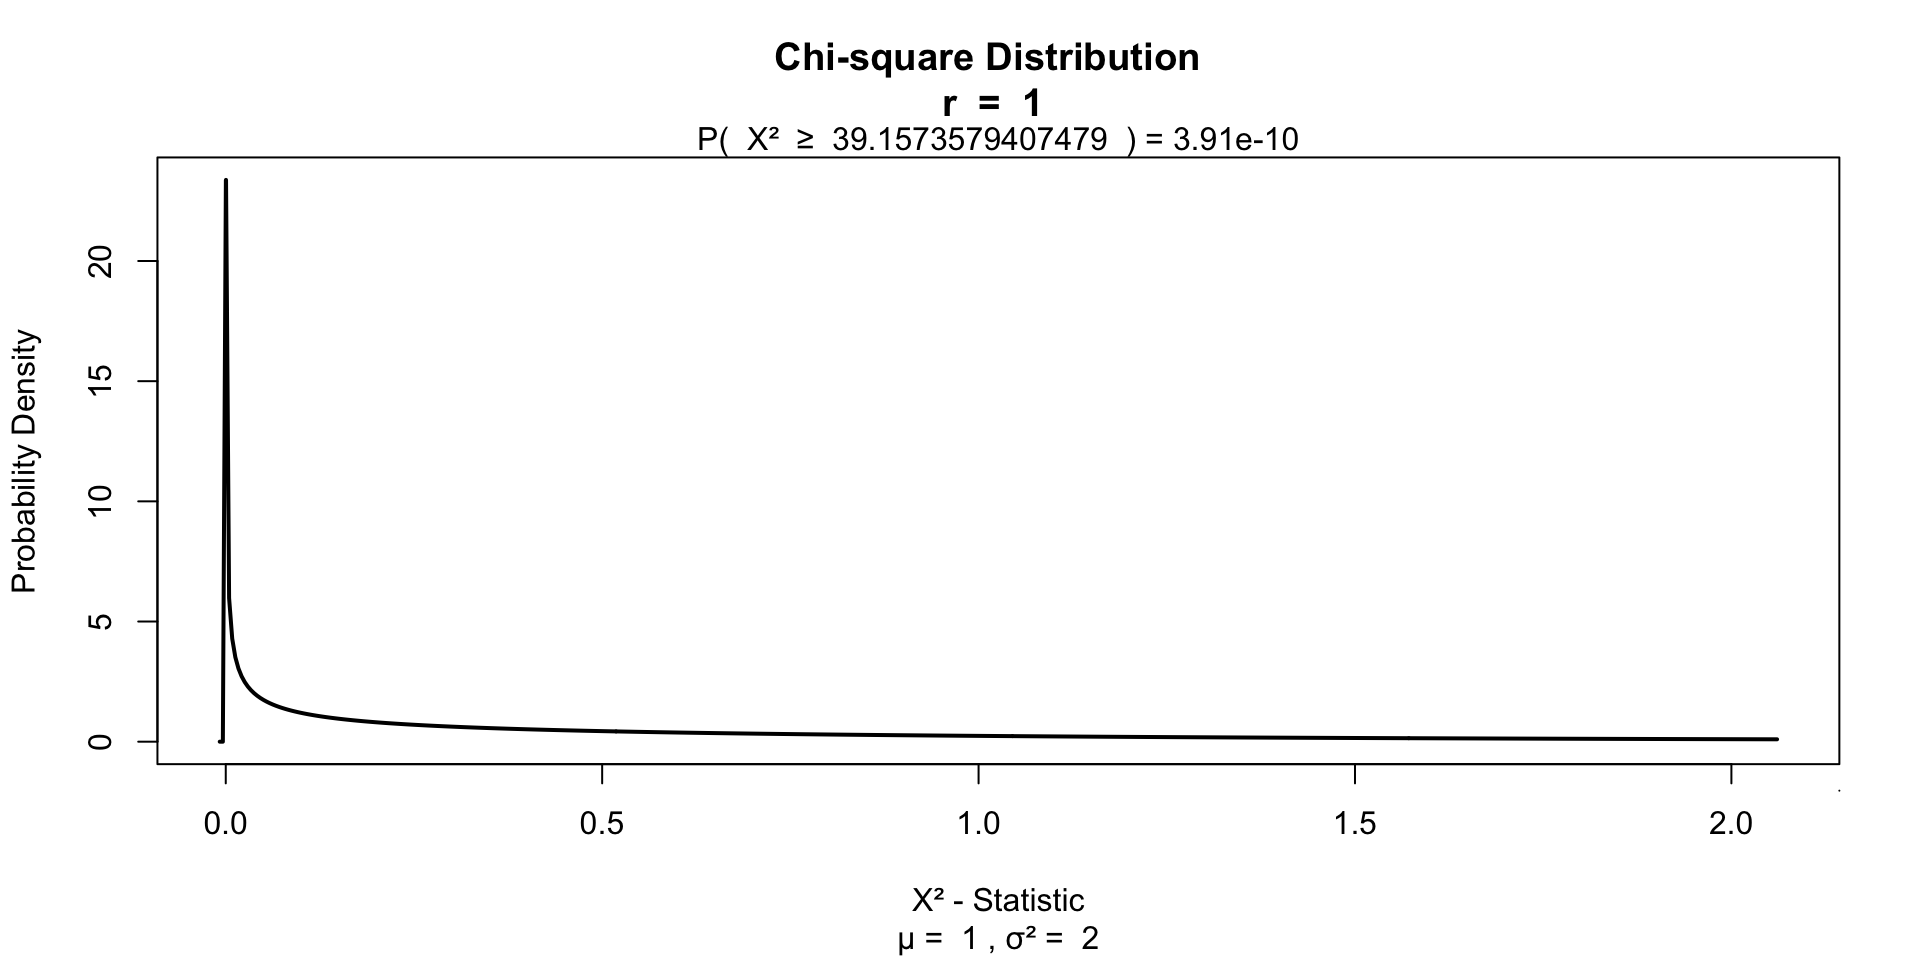 Chi-square Distribution
r = 1
P( X² ≥ 39.1573579407479 ) = 3.91e-10
Probability Density
20
15
10
5
0
0.0 0.5 1.0 1.5 2.0
X² - Statistic
μ = 1 , σ² = 2